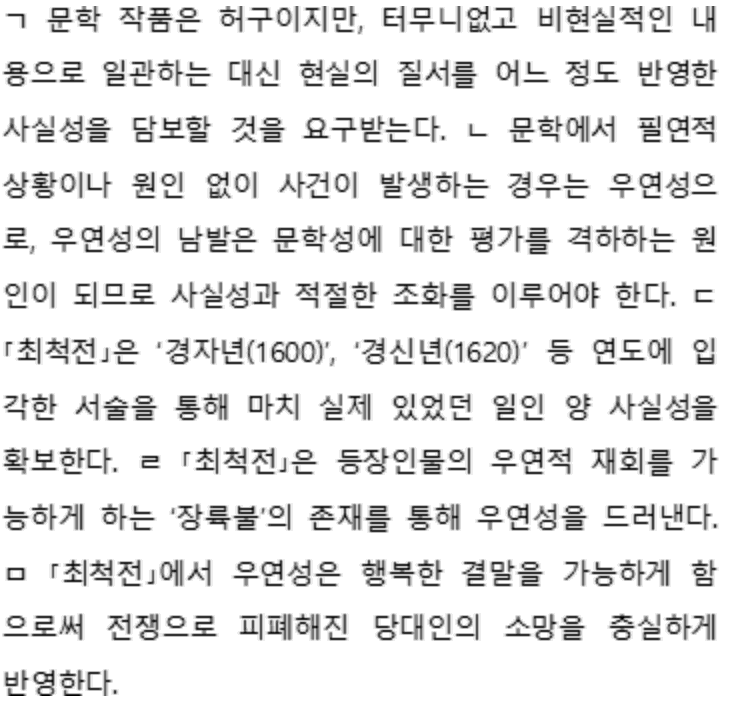 ㄱ 문학 작품은 허구이지만, 터무니없고 비현실적인 내
용으로 일관하는 대신 현실의 질서를 어느 정도 반영한
사실성을 담보할 것을 요구받는다. ㄴ 문학에서 필연적
상황이나 원인 없이 사건이 발생하는 경우는 우연성으
로, 우연성의 남발은 문학성에 대한 평가를 격하하는 원
인이 되므로 사실성과 적절한 조화를 이루어야 한다. ㄷ
「최척전」은 ‘경자년(1600)’, ‘경신년(1620)’ 등 연도에 입
각한 서술을 통해 마치 실제 있었던 일인 양 사실성을
확보한다. ㄹ 「최척전」은 등장인물의 우연적 재회를 가
능하게 하는 ‘장륙불’의 존재를 통해 우연성을 드러낸다.
ㅁ 「최척전」에서 우연성은 행복한 결말을 가능하게 함
으로써 전쟁으로 피폐해진 당대인의 소망을 충실하게
반영한다.